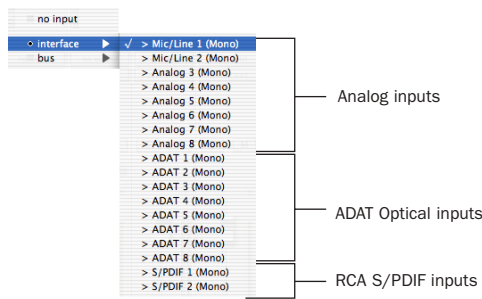 no input
interface
bus
✓ > Mic/Line 1 (Mono)
> Mic/Line 2 (Mono)
> Analog 3 (Mono)
> Analog 4 (Mono)
> Analog 5 (Mono)
> Analog 6 (Mono)
> Analog 7 (Mono)
> Analog 8 (Mono)
> ADAT 1 (Mono)
> ADAT 2 (Mono)
> ADAT 3 (Mono)
> ADAT 4 (Mono)
> ADAT 5 (Mono)
> ADAT 6 (Mono)
> ADAT 7 (Mono)
> ADAT 8 (Mono)
> S/PDIF 1 (Mono)
> S/PDIF 2 (Mono)
Analog inputs
ADAT Optical inputs
RCA S/PDIF inputs